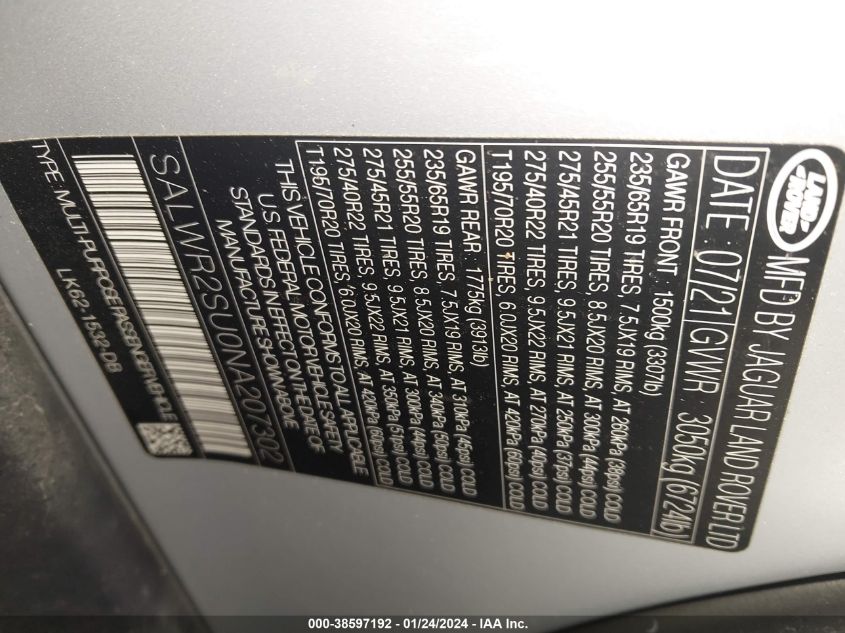 LAND
ROVER
MFD BY JAGUAR LAND ROVER LTD
DATE 07/21 GVWR 3050kg (6724lb)
GAWR FRONT 1500kg (3307lb)
235/65R19 TIRES, 7.5JX19 RIMS, AT 260kPa (38psi) COLD
255/55R20 TIRES, 8.5JX20 RIMS, AT 300kPa (44psi) COLD
275/45R21 TIRES, 9.5JX21 RIMS, AT 250kPa (37psi) COLD
275/40R22 TIRES, 9.5JX22 RIMS, AT 270kPa (40psi) COLD
T195/70R20 TIRES, 6.0JX20 RIMS, AT 420kPa (60psi) COLD
GAWR REAR 1775kg (3913lb)
235/65R19 TIRES, 7.5JX19 RIMS, AT 310kPa (45psi) COLD
255/55R20 TIRES, 8.5JX20 RIMS, AT 340kPa (50psi) COLD
275/45R21 TIRES, 9.5JX21 RIMS, AT 300kPa (44psi) COLD
275/40R22 TIRES, 9.5JX22 RIMS, AT 350kPa (51psi) COLD
T195/70R20 TIRES, 6.0JX20 RIMS, AT 420kPa (60psi) COLD
THIS VEHICLE CONFORMS TO ALL APPLICABLE
US FEDERAL MOTOR VEHICLE SAFETY
STANDARDS IN EFFECT ON THE DATE OF
MANUFACTURE SHOWN ABOVE
SALWR2SU0NA207302
TYPE: MULTI-PURPOSE PASSENGER VEHICLE
LK62-1532-DB
000-38597192 - 01/24/2024 - IAA Inc.